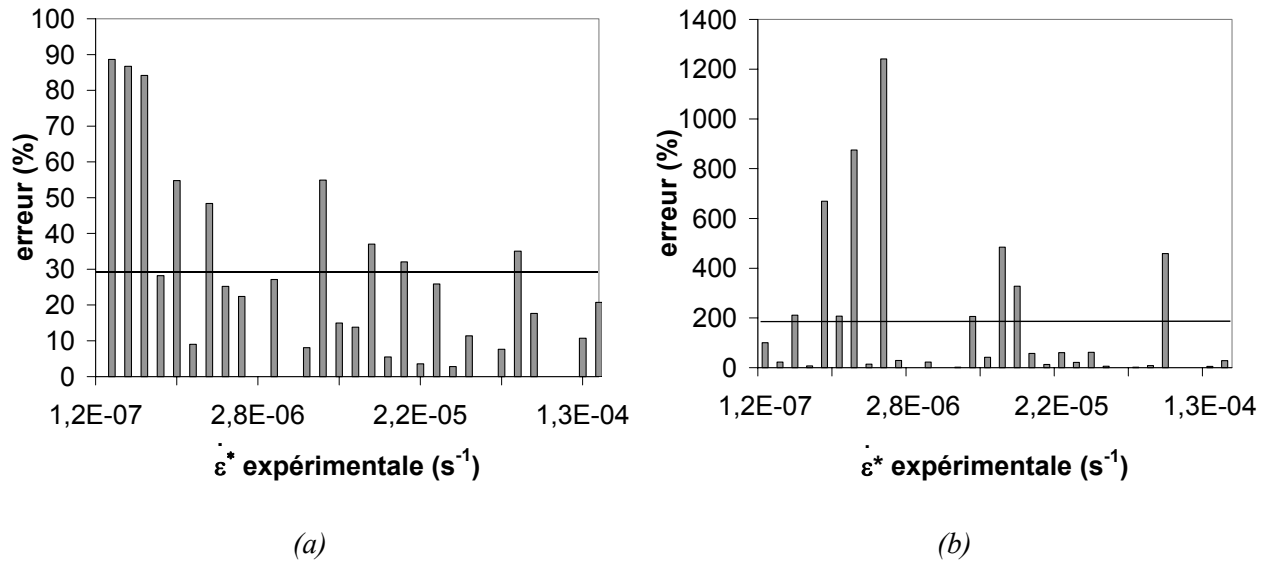 100
90
80
70
60
50
40
30
20
10
0
erreur (%)
1,2E-07 2,8E-06 2,2E-05 1,3E-04
ε̇* expérimentale (s⁻¹)
(a)
1400
1200
1000
800
600
400
200
0
erreur (%)
1,2E-07 2,8E-06 2,2E-05 1,3E-04
ε̇* expérimentale (s⁻¹)
(b)